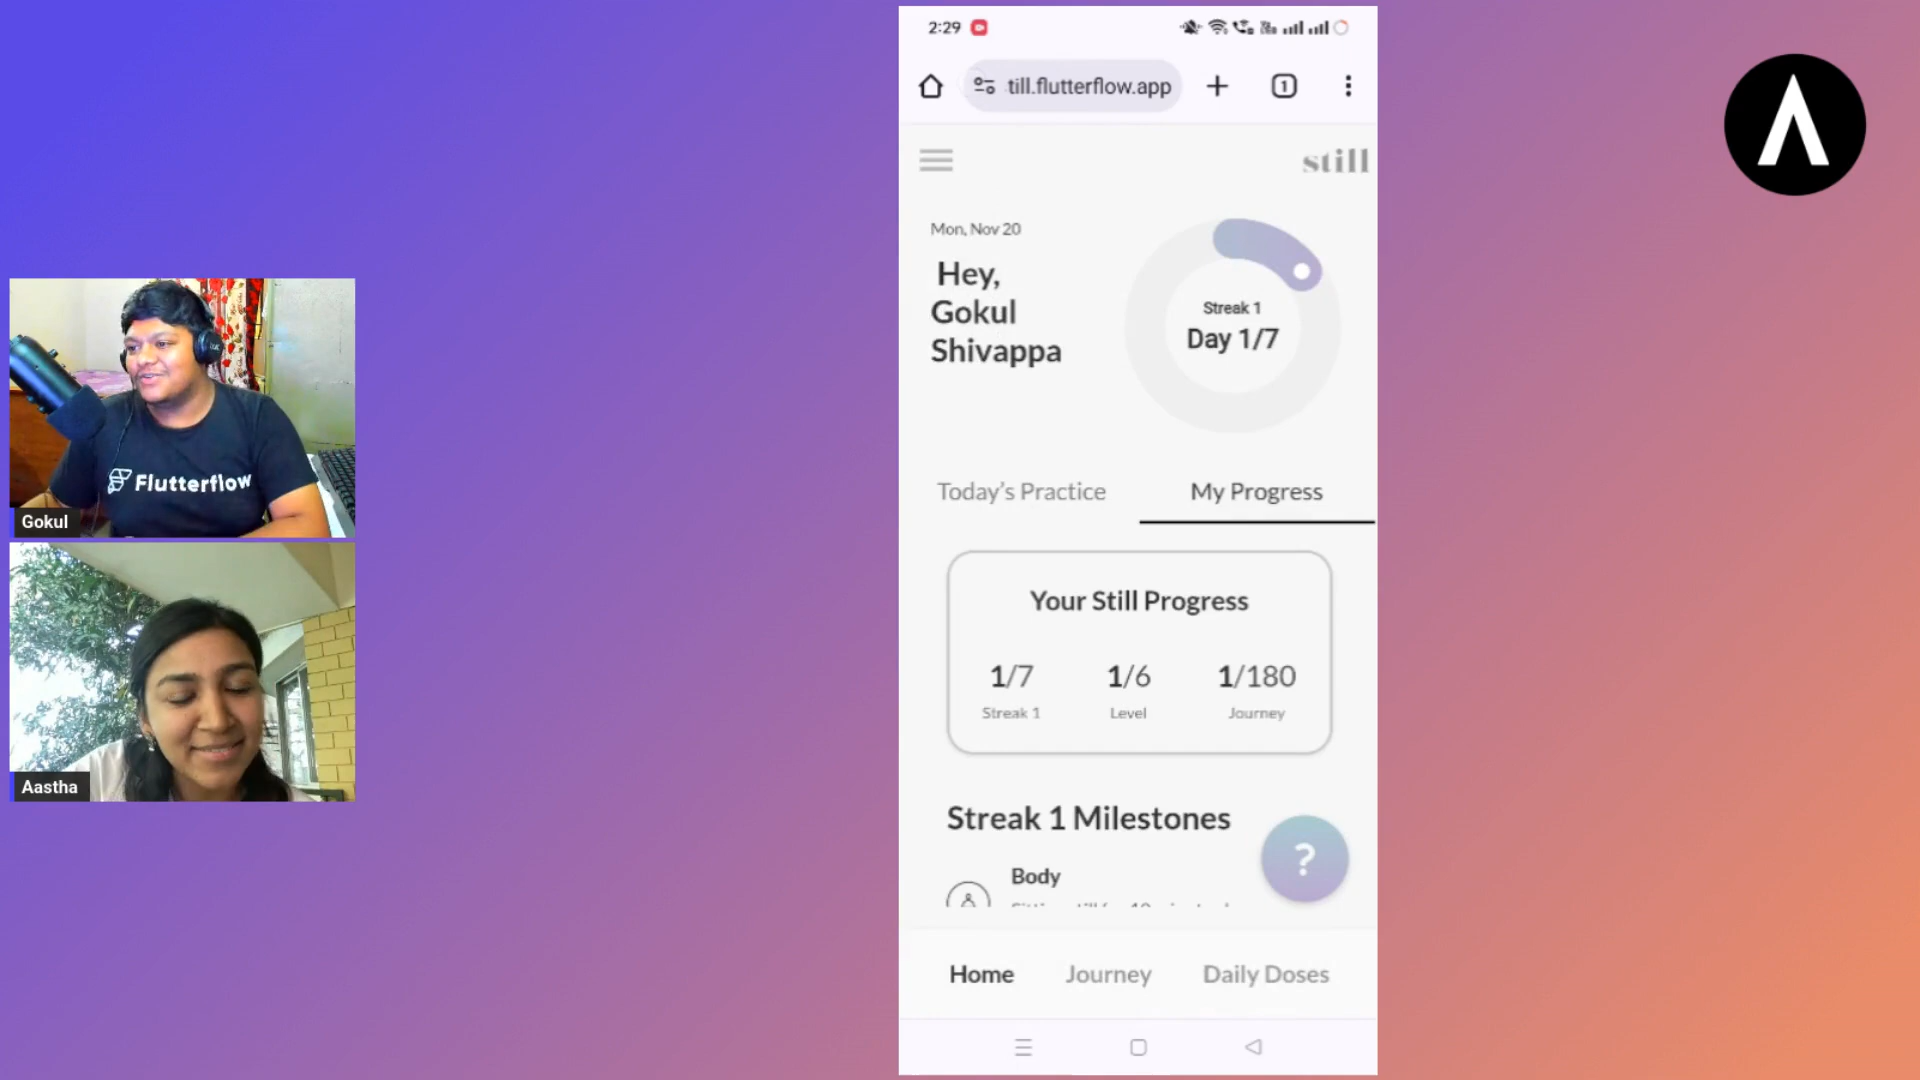 2:29
till.flutterflow.app
1
still
Mon, Nov 20
Hey,
Gokul
Shivappa
Streak 1
Day 1/7
Today's Practice
My Progress
Your Still Progress
1/7
1/6
1/180
Streak 1
Level
Journey
Streak 1 Milestones
Body
?
Home
Journey
Daily Doses
Flutterflow
Gokul
Aastha